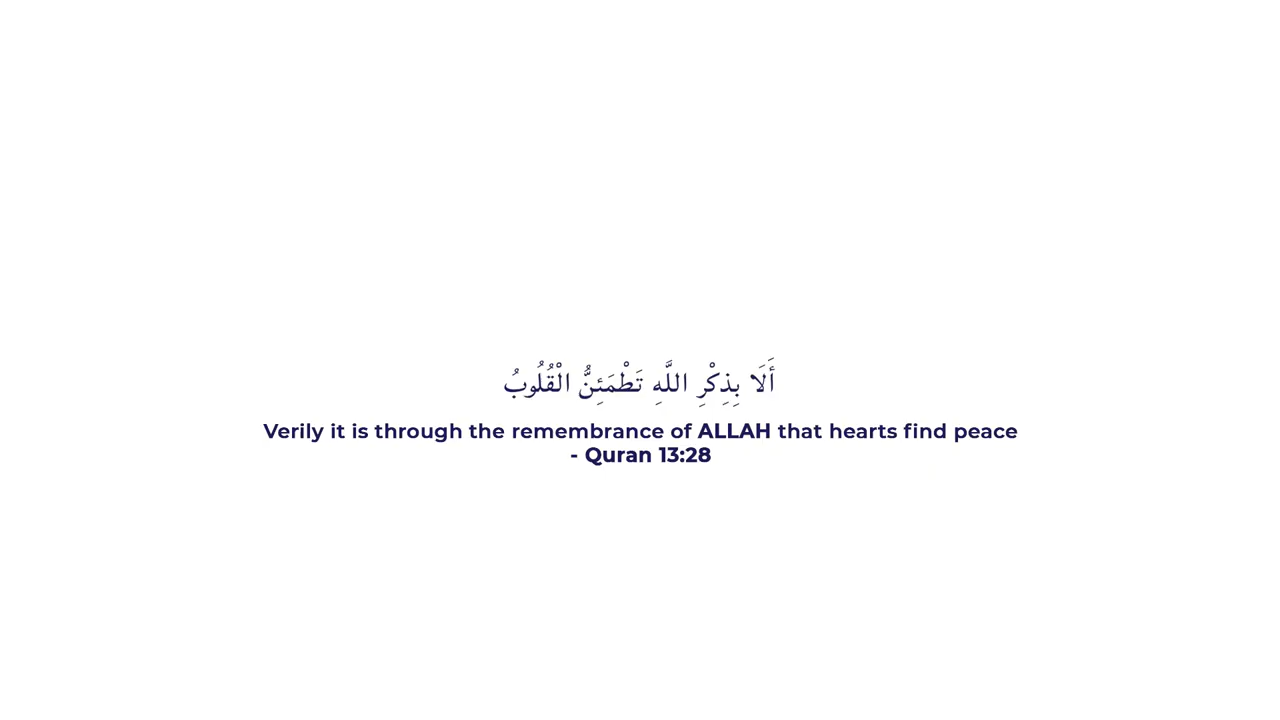 أَلَا بِذِكْرِ اللَّهِ تَطْمَئِنُّ الْقُلُوبُ
Verily it is through the remembrance of ALLAH that hearts find peace
- Quran 13:28